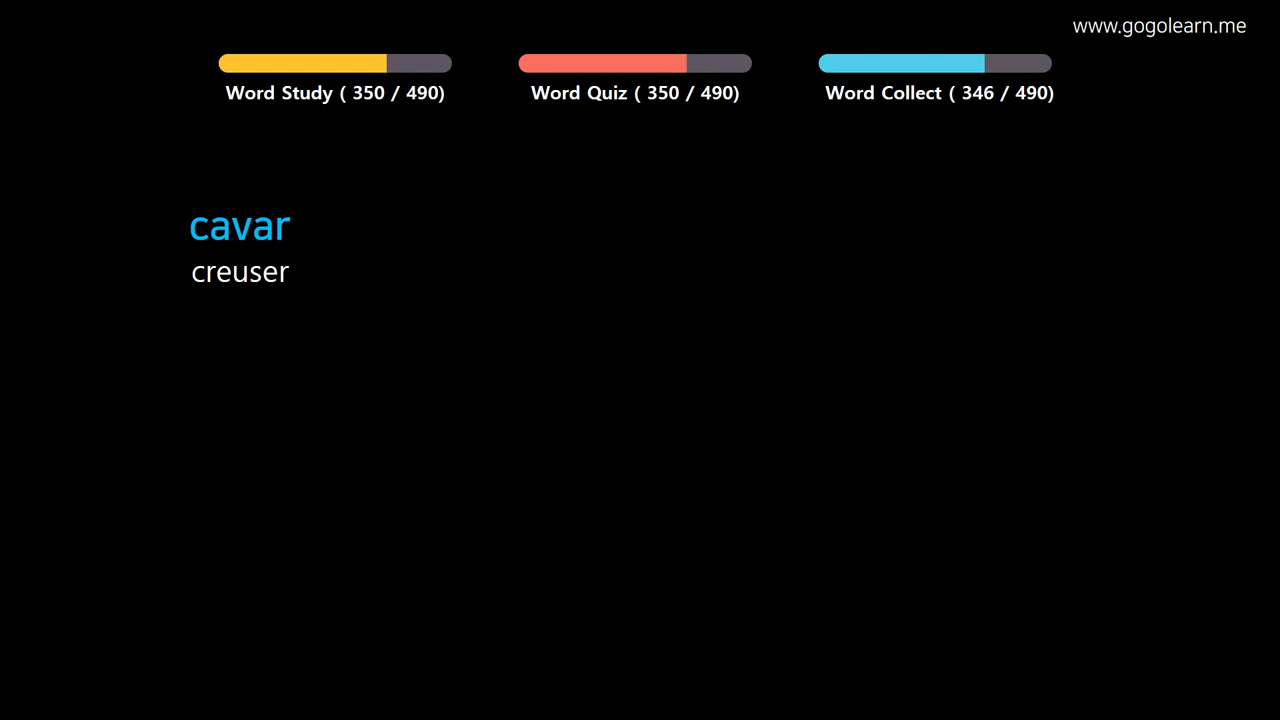 www.gogolearn.me
Word Study ( 350 / 490)
Word Quiz ( 350 / 490)
Word Collect ( 346 / 490)
cavar
creuser